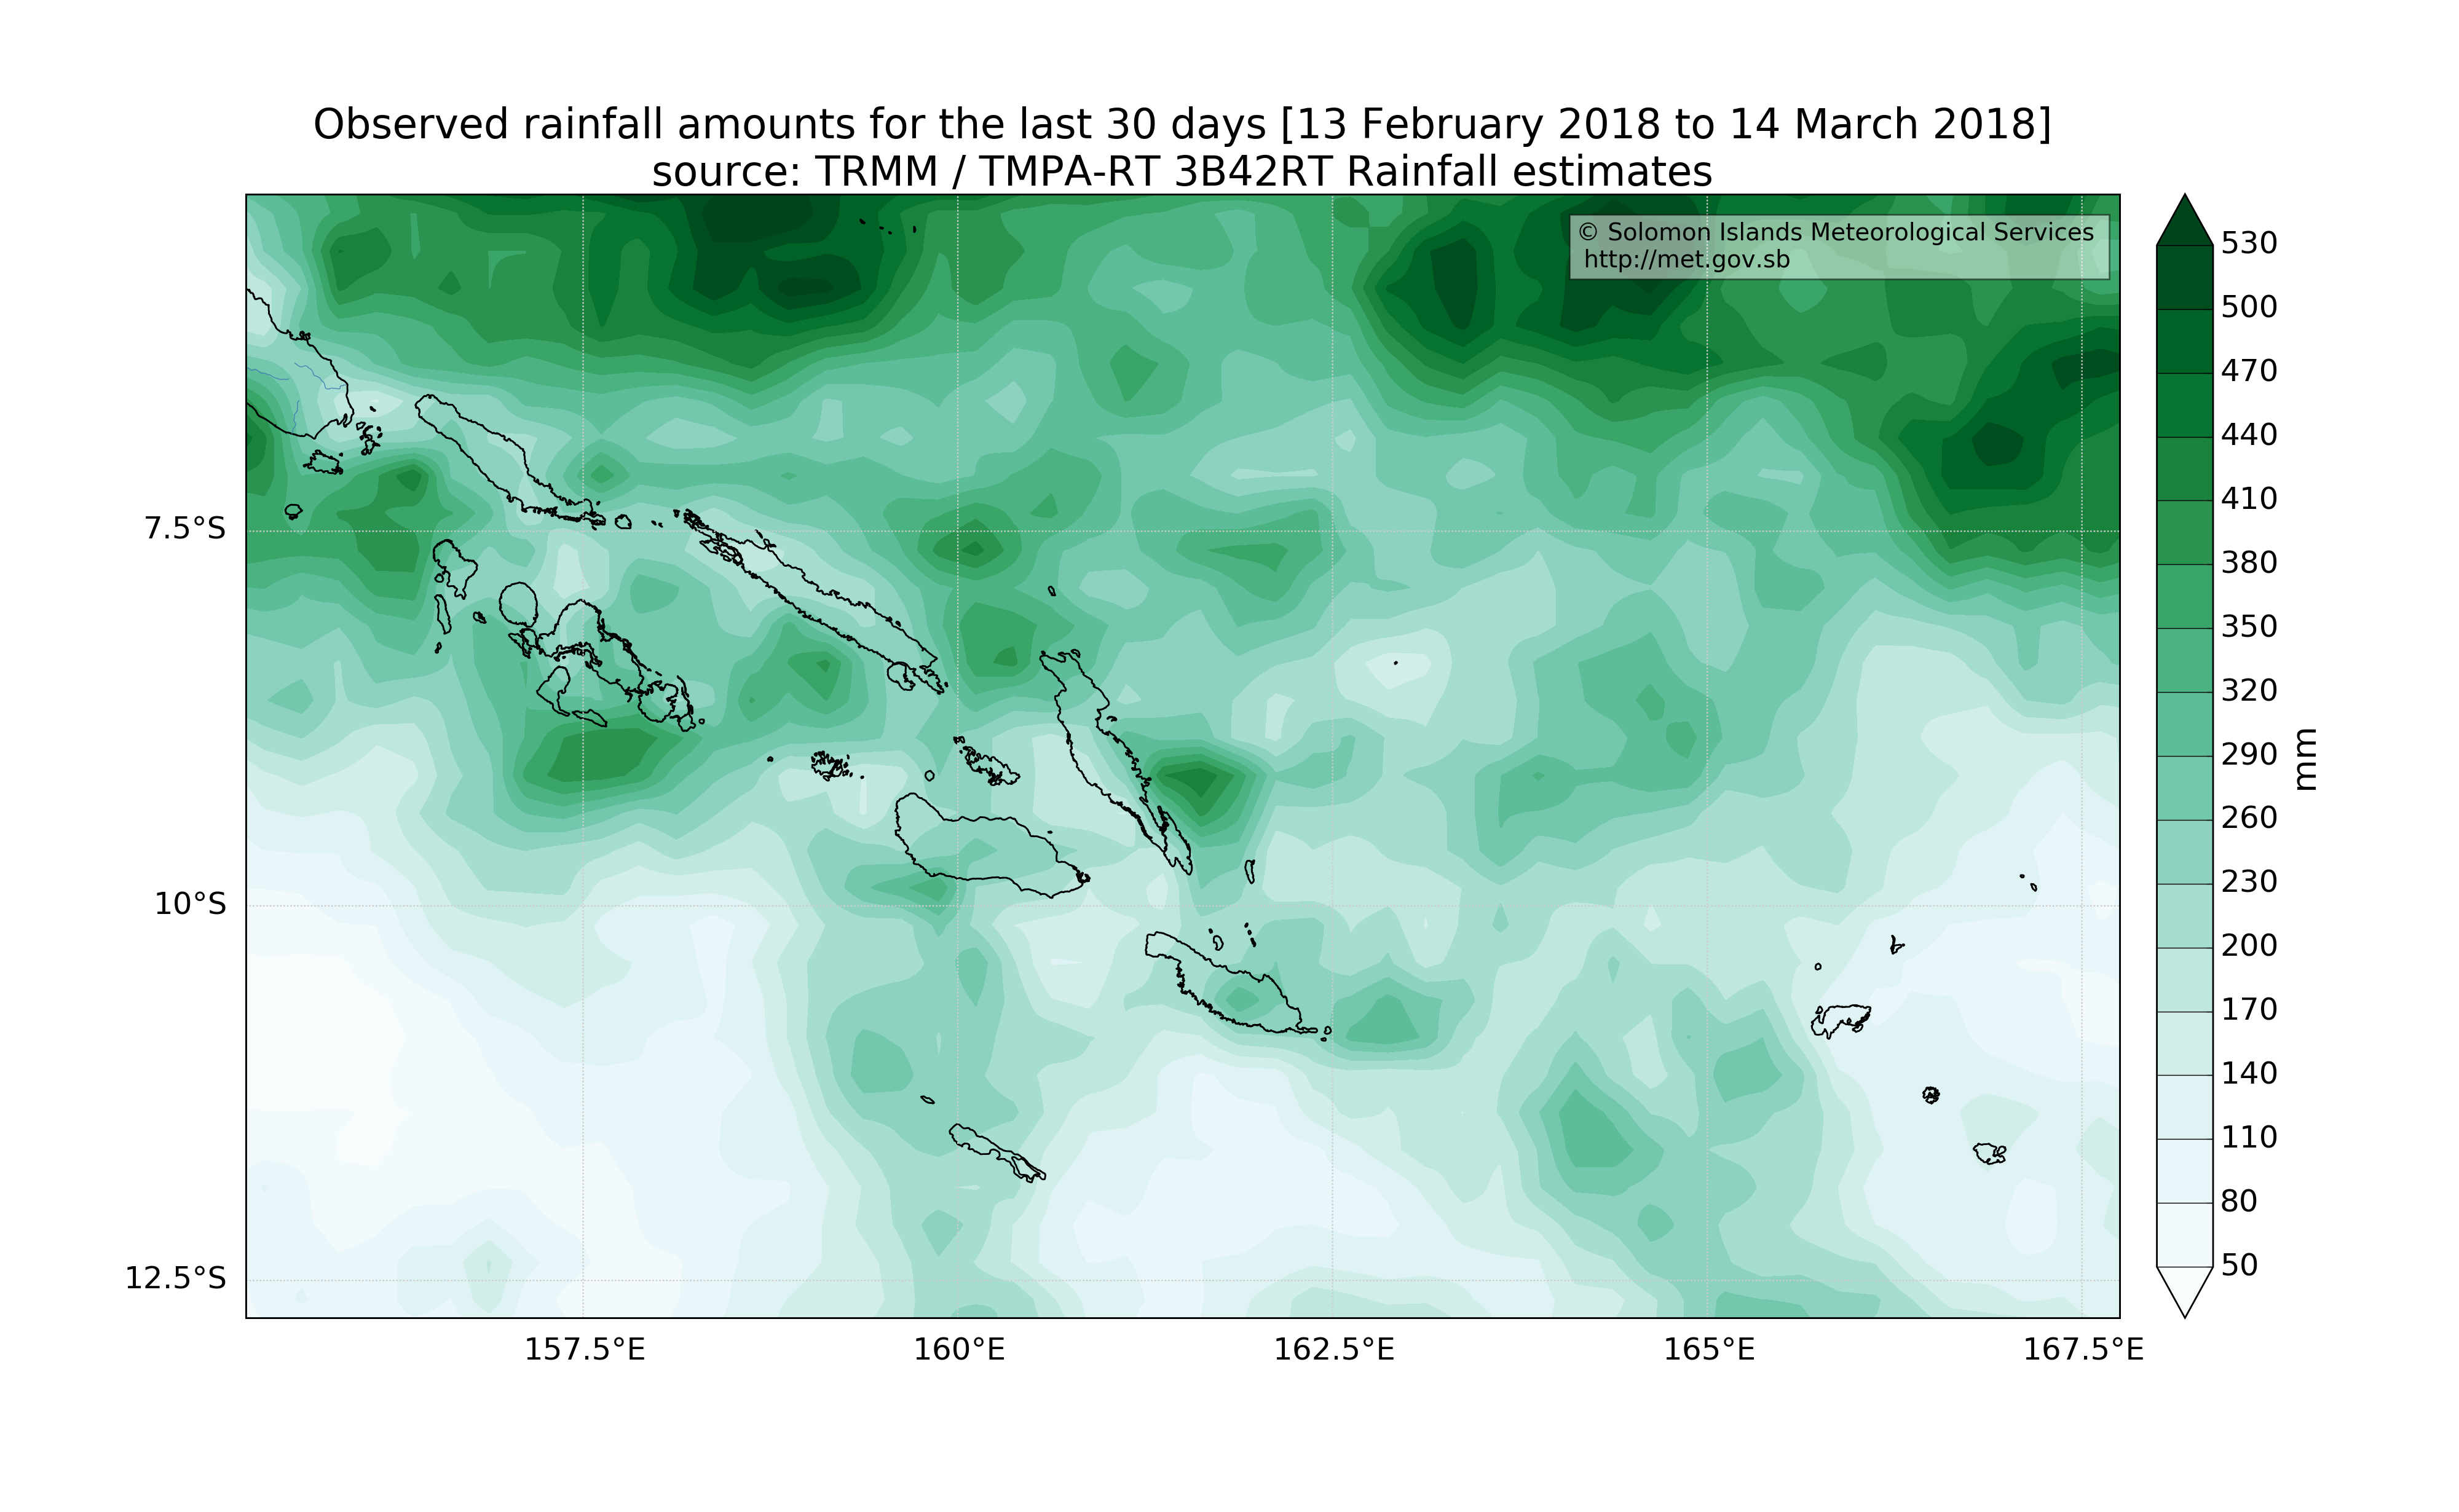 Observed rainfall amounts for the last 30 days [13 February 2018 to 14 March 2018]
source: TRMM / TMPA-RT 3B42RT Rainfall estimates
© Solomon Islands Meteorological Services
http://met.gov.sb
7.5°S
10°S
12.5°S
157.5°E
160°E
162.5°E
165°E
167.5°E
530
500
470
440
410
380
350
320
290
260
230
200
170
140
110
80
50
mm